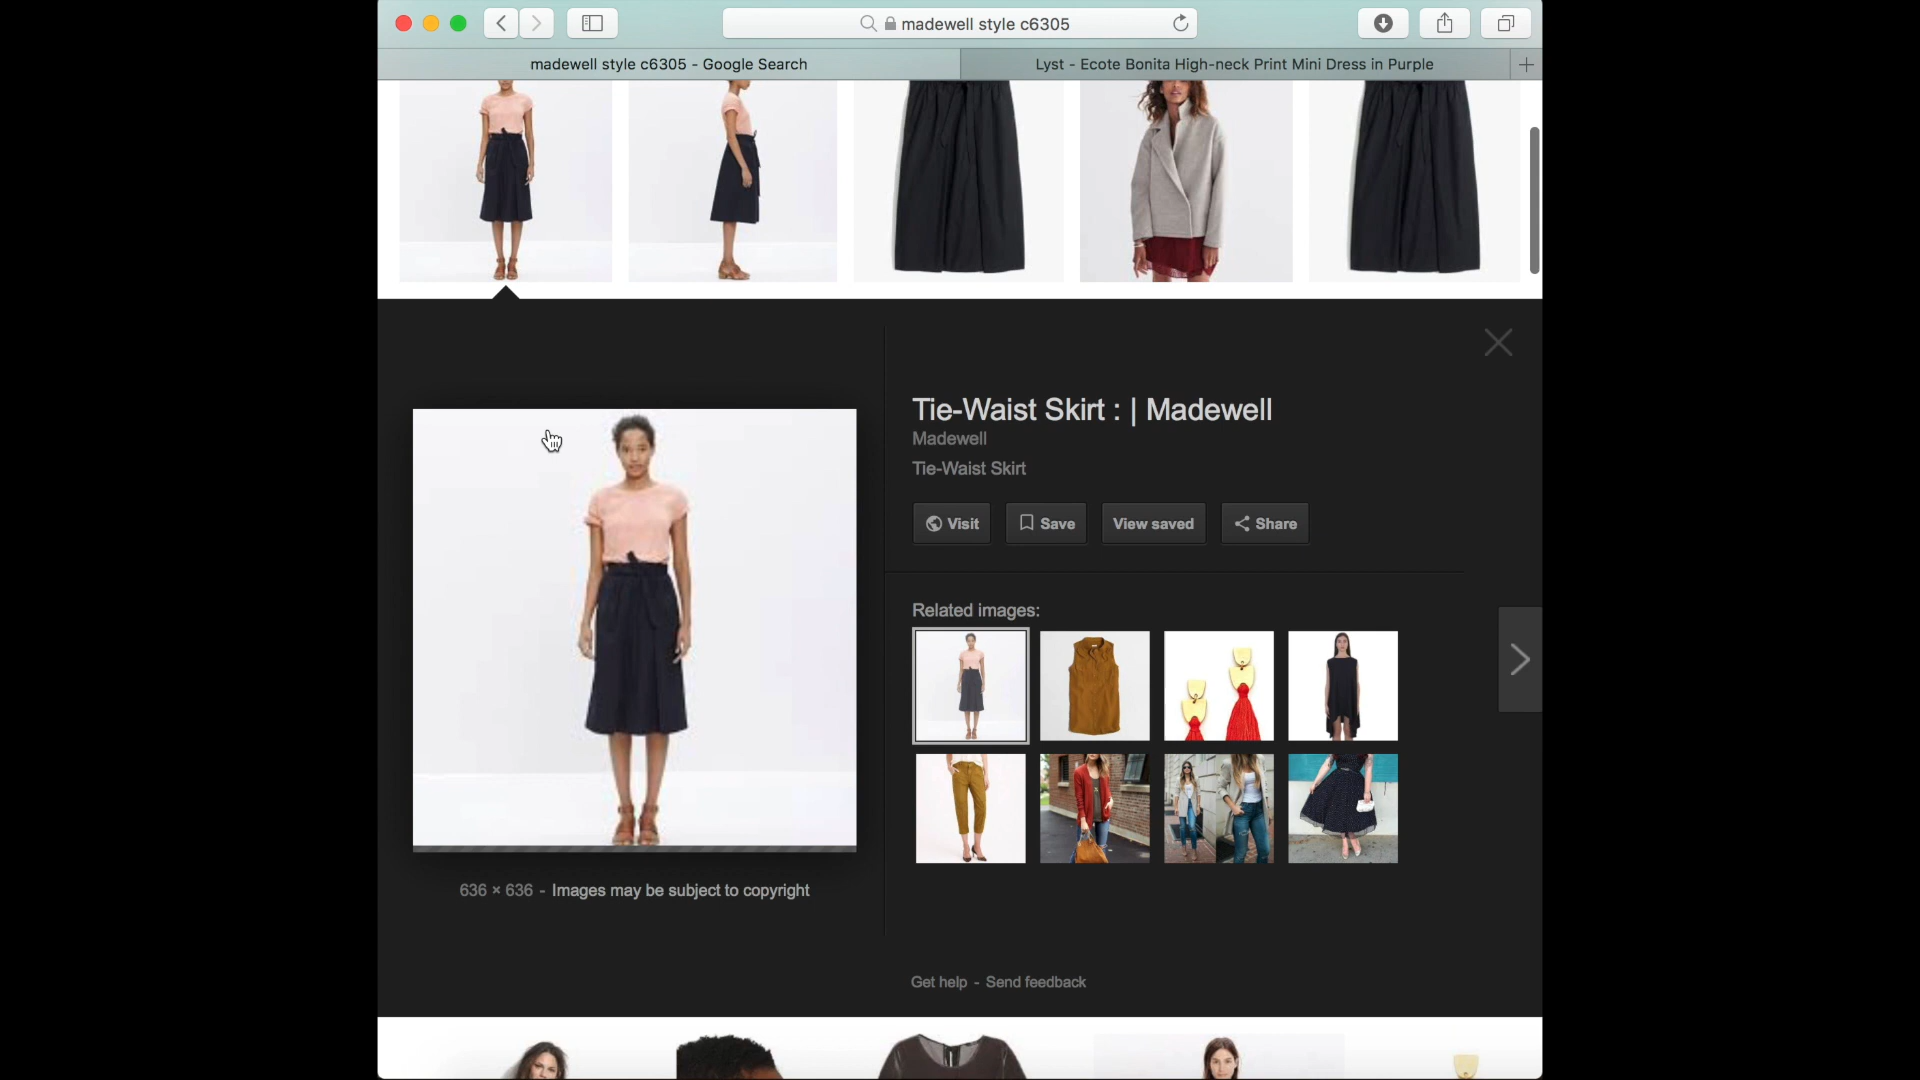 madewell style c6305
madewell style c6305 - Google Search
Lyst - Ecote Bonita High-neck Print Mini Dress in Purple
Tie-Waist Skirt : | Madewell
Madewell
Tie-Waist Skirt
Visit
Save
View saved
Share
Related images:
636 × 636 - Images may be subject to copyright
Get help - Send feedback